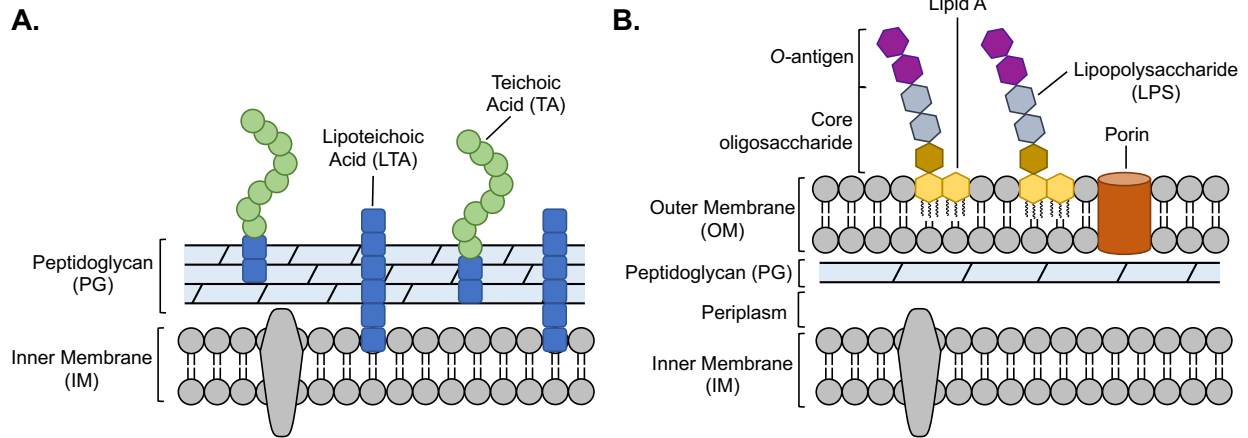 A.
Teichoic
Acid (TA)
Lipoteichoic
Acid (LTA)
Peptidoglycan
(PG)
Inner Membrane
(IM)
B.
Lipid A
O-antigen
Lipopolysaccharide
(LPS)
Core
oligosaccharide
Porin
Outer Membrane
(OM)
Peptidoglycan (PG)
Periplasm
Inner Membrane
(IM)